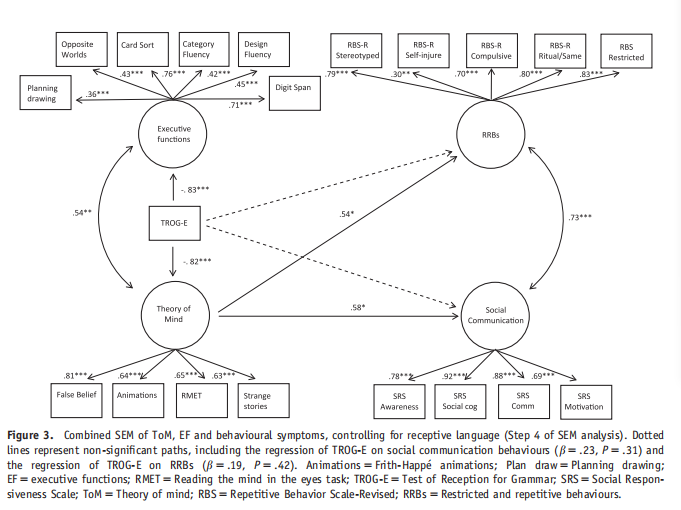 Opposite
Worlds
Card Sort
Category
Fluency
Design
Fluency
RBS-R
Stereotyped
RBS-R
Self-injure
RBS-R
Compulsive
RBS-R
Ritual/Same
RBS
Restricted
Planning
drawing
.36***
.43***
.76***
.42***
.45***
.71***
Digit Span
.79***
.30**
.70***
.80***
.83***
Executive
functions
RRBs
.54**
-. 83***
TROG-E
-. 82***
.54*
.73***
Theory of
Mind
.58*
Social
Communication
.81***
.64***
.65***
.63***
.78***
.92***
.88***
.69***
False Belief
Animations
RMET
Strange
stories
SRS
Awareness
SRS
Social cog
SRS
Comm
SRS
Motivation
Figure 3. Combined SEM of ToM, EF and behavioural symptoms, controlling for receptive language (Step 4 of SEM analysis). Dotted
lines represent non-significant paths, including the regression of TROG-E on social communication behaviours (β = .23, P = .31) and
the regression of TROG-E on RRBs (β = .19, P = .42). Animations = Frith-Happé animations; Plan draw = Planning drawing;
EF = executive functions; RMET = Reading the mind in the eyes task; TROG-E = Test of Reception for Grammar; SRS = Social Respon-
siveness Scale; ToM = Theory of mind; RBS = Repetitive Behavior Scale-Revised; RRBs = Restricted and repetitive behaviours.